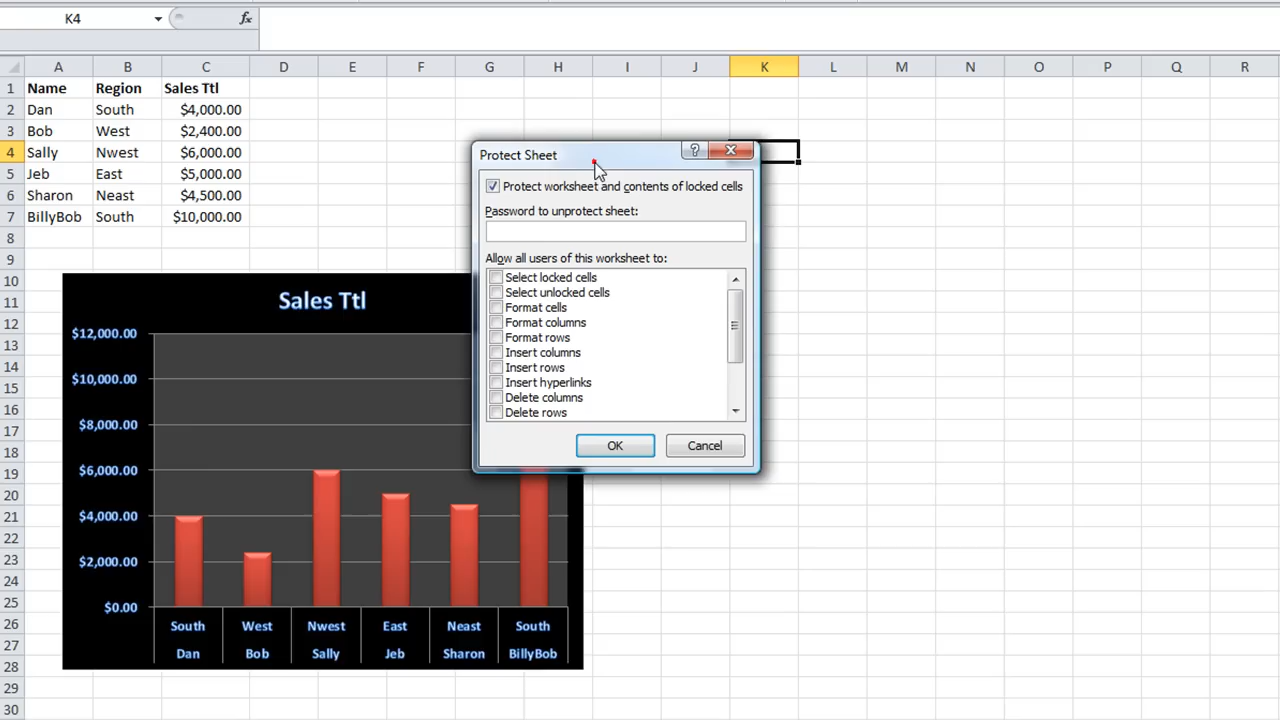 K4 fx
A B C D E F G H I J K L M N O P Q R
1 Name Region Sales Ttl
2 Dan South $4,000.00
3 Bob West $2,400.00
4 Sally Nwest $6,000.00
5 Jeb East $5,000.00
6 Sharon Neast $4,500.00
7 BillyBob South $10,000.00
8
9
10
11
12
13
14
15
16
17
18
19
20
21
22
23
24
25
26
27
28
29
30
Protect Sheet ?
Protect worksheet and contents of locked cells
Password to unprotect sheet:
Allow all users of this worksheet to:
Select locked cells
Select unlocked cells
Format cells
Format columns
Format rows
Insert columns
Insert rows
Insert hyperlinks
Delete columns
Delete rows
OK Cancel
Sales Ttl
$12,000.00
$10,000.00
$8,000.00
$6,000.00
$4,000.00
$2,000.00
$0.00
South West Nwest East Neast South
Dan Bob Sally Jeb Sharon BillyBob